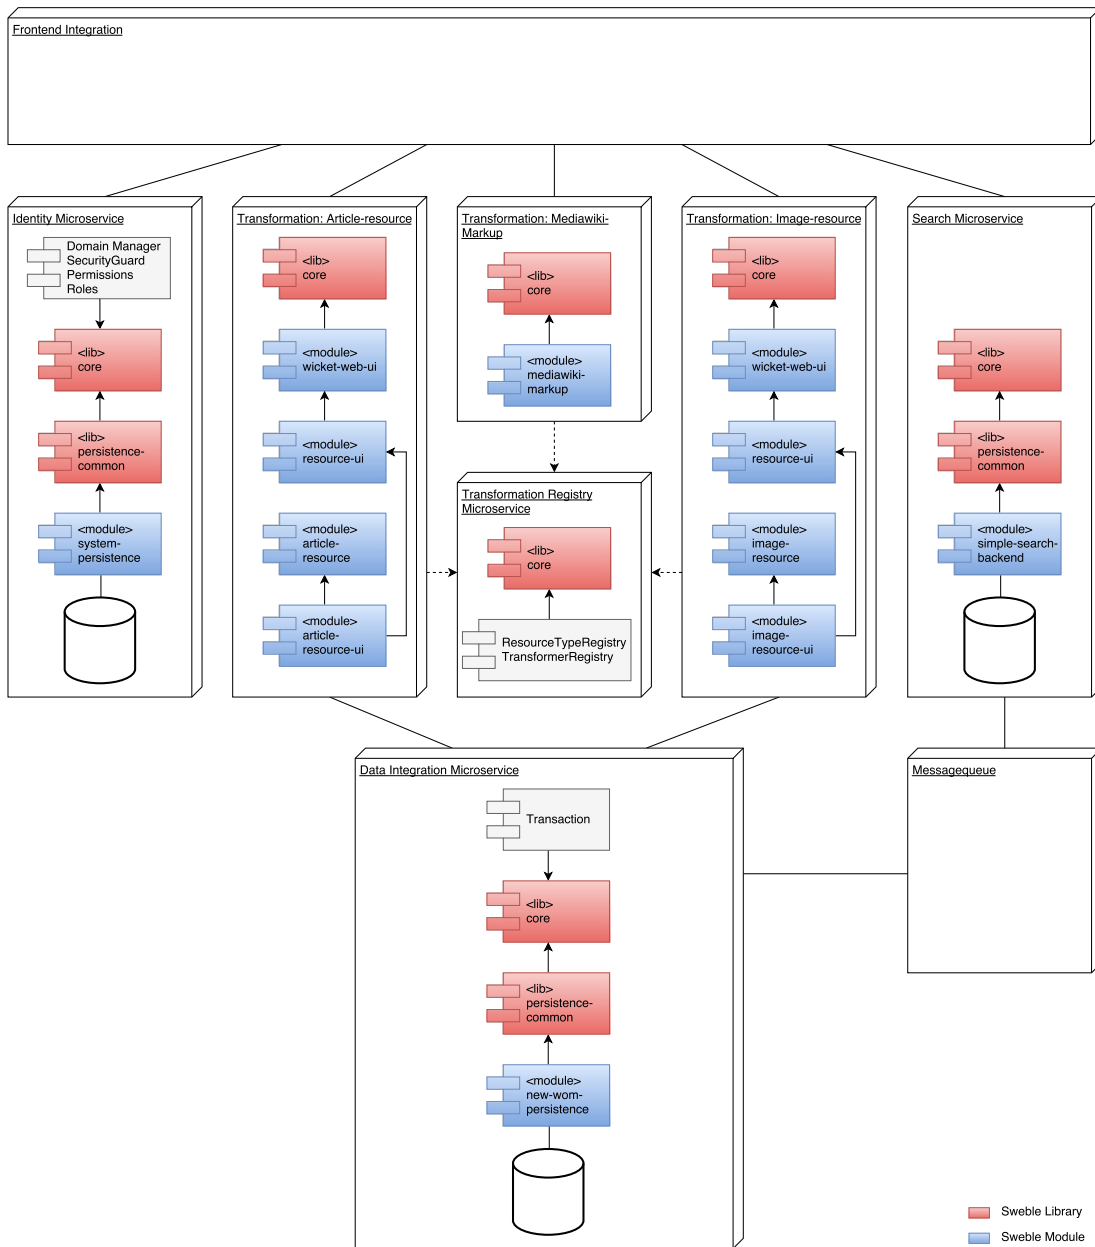 Frontend Integration
Identity Microservice
Domain Manager
SecurityGuard
Permissions
Roles
<lib>
core
<lib>
persistence-
common
<module>
system-
persistence
Transformation: Article-resource
<lib>
core
<module>
wicket-web-ui
<module>
resource-ui
<module>
article-
resource
<module>
article-
resource-ui
Transformation: Mediawiki-
Markup
<lib>
core
<module>
mediawiki-
markup
Transformation Registry
Microservice
<lib>
core
ResourceTypeRegistry
TransformerRegistry
Transformation: Image-resource
<lib>
core
<module>
wicket-web-ui
<module>
resource-ui
<module>
image-
resource
<module>
image-
resource-ui
Search Microservice
<lib>
core
<lib>
persistence-
common
<module>
simple-search-
backend
Data Integration Microservice
Transaction
<lib>
core
<lib>
persistence-
common
<module>
new-wom-
persistence
Messagequeue
Sweble Library
Sweble Module